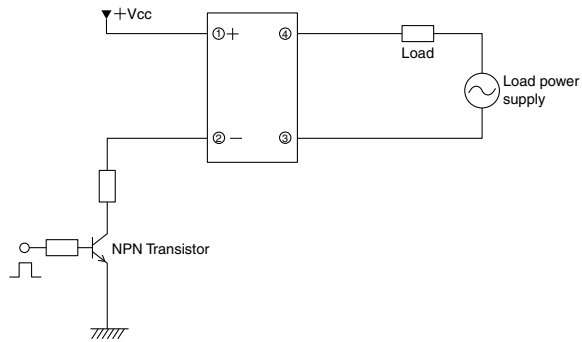 +Vcc
① +
④
Load
Load power
supply
② −
③
NPN Transistor